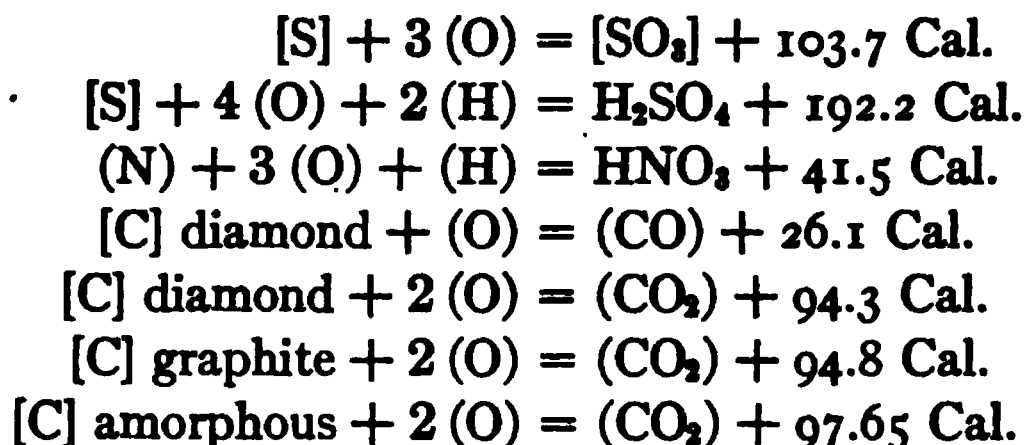 [S] + 3 (O) = [SO₃] + 103.7 Cal.
[S] + 4 (O) + 2 (H) = H₂SO₄ + 192.2 Cal.
(N) + 3 (O) + (H) = HNO₃ + 41.5 Cal.
[C] diamond + (O) = (CO) + 26.1 Cal.
[C] diamond + 2 (O) = (CO₂) + 94.3 Cal.
[C] graphite + 2 (O) = (CO₂) + 94.8 Cal.
[C] amorphous + 2 (O) = (CO₂) + 97.65 Cal.